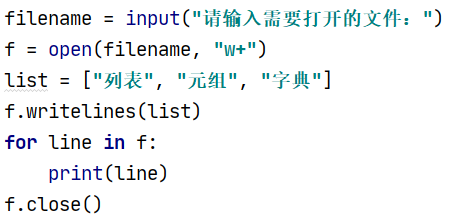 filename = input("请输入需要打开的文件：")
f = open(filename, "w+")
list = ["列表", "元组", "字典"]
f.writelines(list)
for line in f:
    print(line)
f.close()